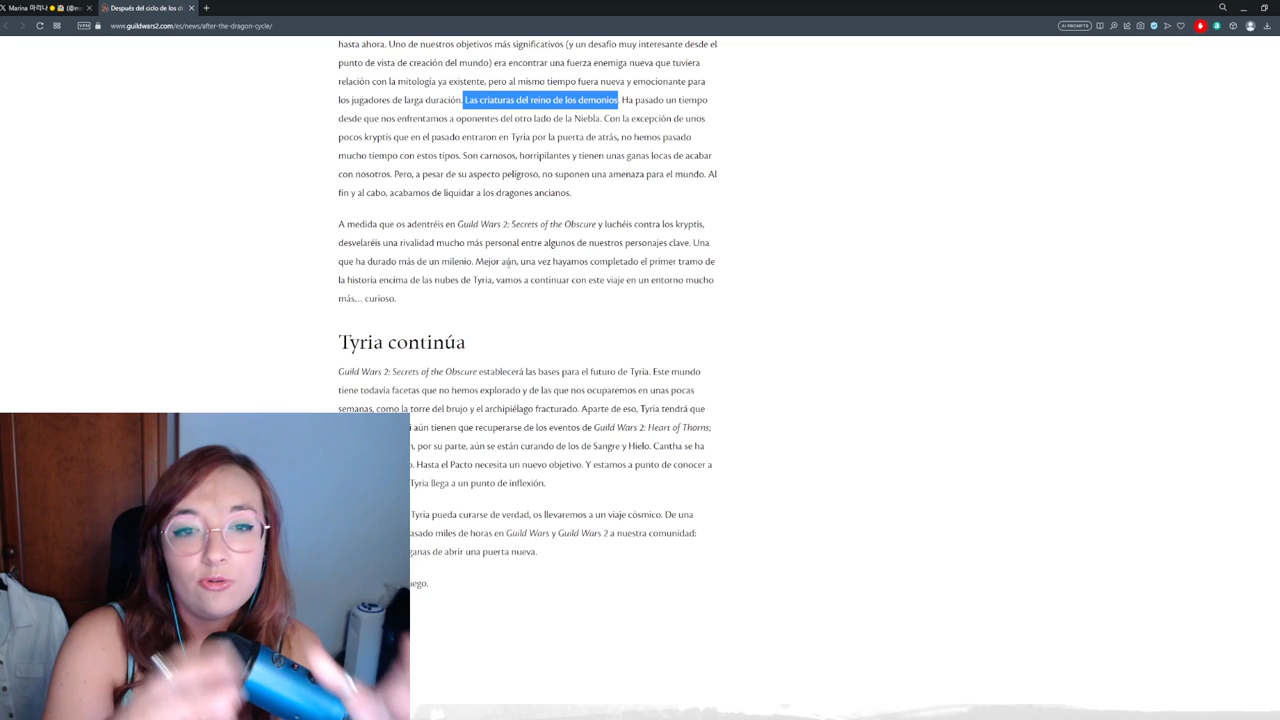 Marina 마리나
Después del ciclo de los d
VPN
www.guildwars2.com/es/news/after-the-dragon-cycle/
AI PROMPTS
hasta ahora. Uno de nuestros objetivos más significativos (y un desafío muy interesante desde el
punto de vista de creación del mundo) era encontrar una fuerza enemiga nueva que tuviera
relación con la mitología ya existente, pero al mismo tiempo fuera nueva y emocionante para
los jugadores de larga duración. Las criaturas del reino de los demonios. Ha pasado un tiempo
desde que nos enfrentamos a oponentes del otro lado de la Niebla. Con la excepción de unos
pocos kryptis que en el pasado entraron en Tyria por la puerta de atrás, no hemos pasado
mucho tiempo con estos tipos. Son carnosos, horripilantes y tienen unas ganas locas de acabar
con nosotros. Pero, a pesar de su aspecto peligroso, no suponen una amenaza para el mundo. Al
fin y al cabo, acabamos de liquidar a los dragones ancianos.
A medida que os adentréis en Guild Wars 2: Secrets of the Obscure y luchéis contra los kryptis,
desvelaréis una rivalidad mucho más personal entre algunos de nuestros personajes clave. Una
que ha durado más de un milenio. Mejor aún, una vez hayamos completado el primer tramo de
la historia encima de las nubes de Tyria, vamos a continuar con este viaje en un entorno mucho
más... curioso.
Tyria continúa
Guild Wars 2: Secrets of the Obscure establecerá las bases para el futuro de Tyria. Este mundo
tiene todavía facetas que no hemos explorado y de las que nos ocuparemos en unas pocas
semanas, como la torre del brujo y el archipiélago fracturado. Aparte de eso, Tyria tendrá que
aún tienen que recuperarse de los eventos de Guild Wars 2: Heart of Thorns;
, por su parte, aún se están curando de los de Sangre y Hielo. Cantha se ha
. Hasta el Pacto necesita un nuevo objetivo. Y estamos a punto de conocer a
Tyria llega a un punto de inflexión.
Tyria pueda curarse de verdad, os llevaremos a un viaje cósmico. De una
asado miles de horas en Guild Wars y Guild Wars 2 a nuestra comunidad:
ganas de abrir una puerta nueva.
uego.